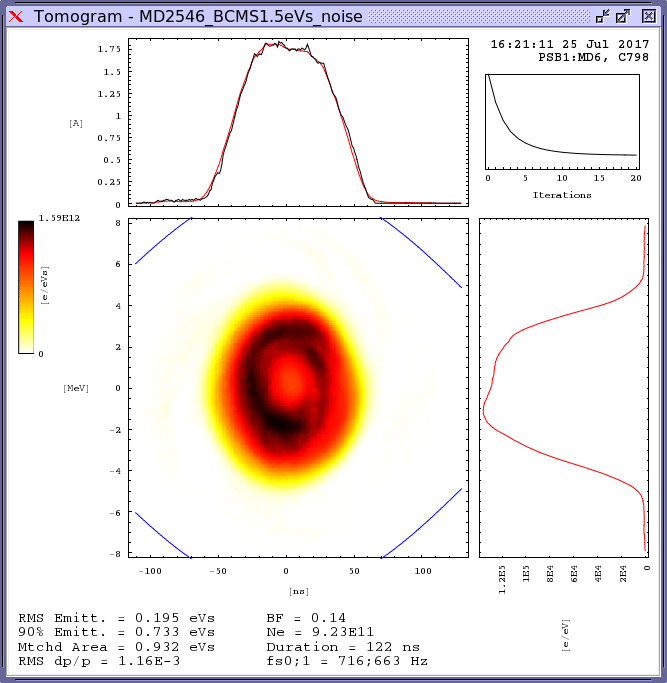 Tomogram - MD2546_BCMS1.5eVs_noise
16:21:11 25 Jul 2017
PSB1:MD6, C798
1.75
1.5
1.25
1
0.75
0.5
0.25
0
[A]
0 5 10 15 20
Iterations
1.59E12
[e/eVs]
0
8
6
4
2
0
-2
-4
-6
-8
[MeV]
-100 -50 0 50 100
[ns]
1.2E5 1E5 8E4 6E4 4E4 2E4 0
[e/eV]
RMS Emitt. = 0.195 eVs BF = 0.14
90% Emitt. = 0.733 eVs Ne = 9.23E11
Mtchd Area = 0.932 eVs Duration = 122 ns
RMS dp/p = 1.16E-3 fs0;1 = 716;663 Hz